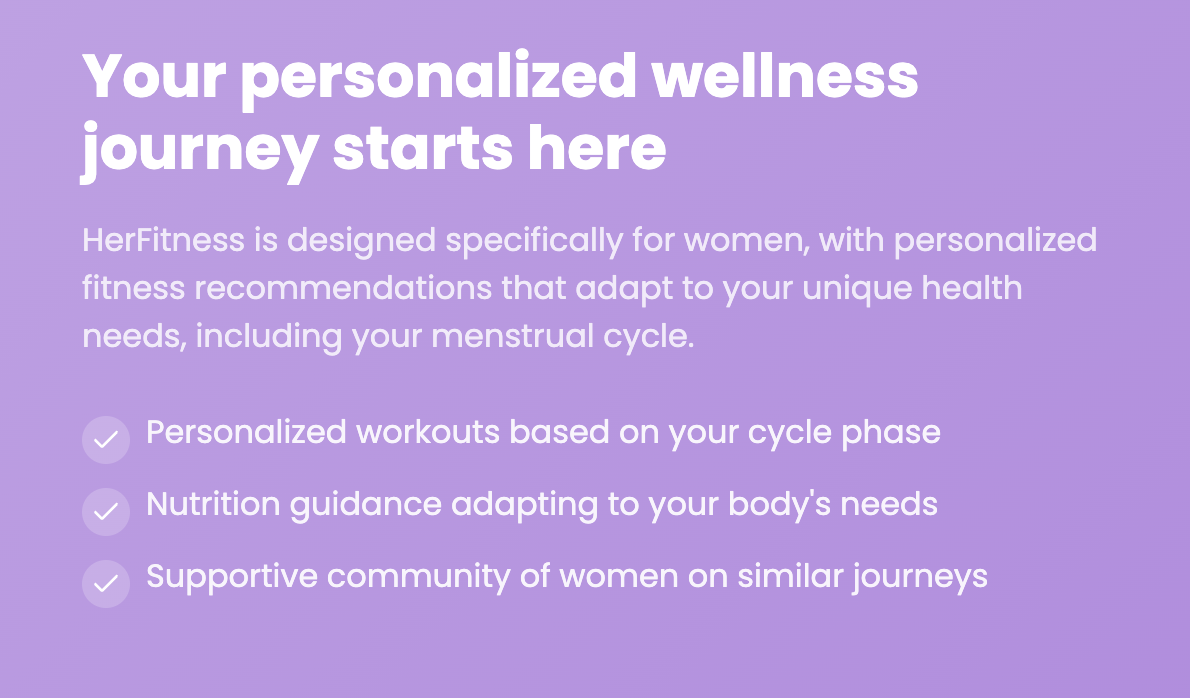 Your personalized wellness
journey starts here
HerFitness is designed specifically for women, with personalized
fitness recommendations that adapt to your unique health
needs, including your menstrual cycle.
Personalized workouts based on your cycle phase
Nutrition guidance adapting to your body's needs
Supportive community of women on similar journeys